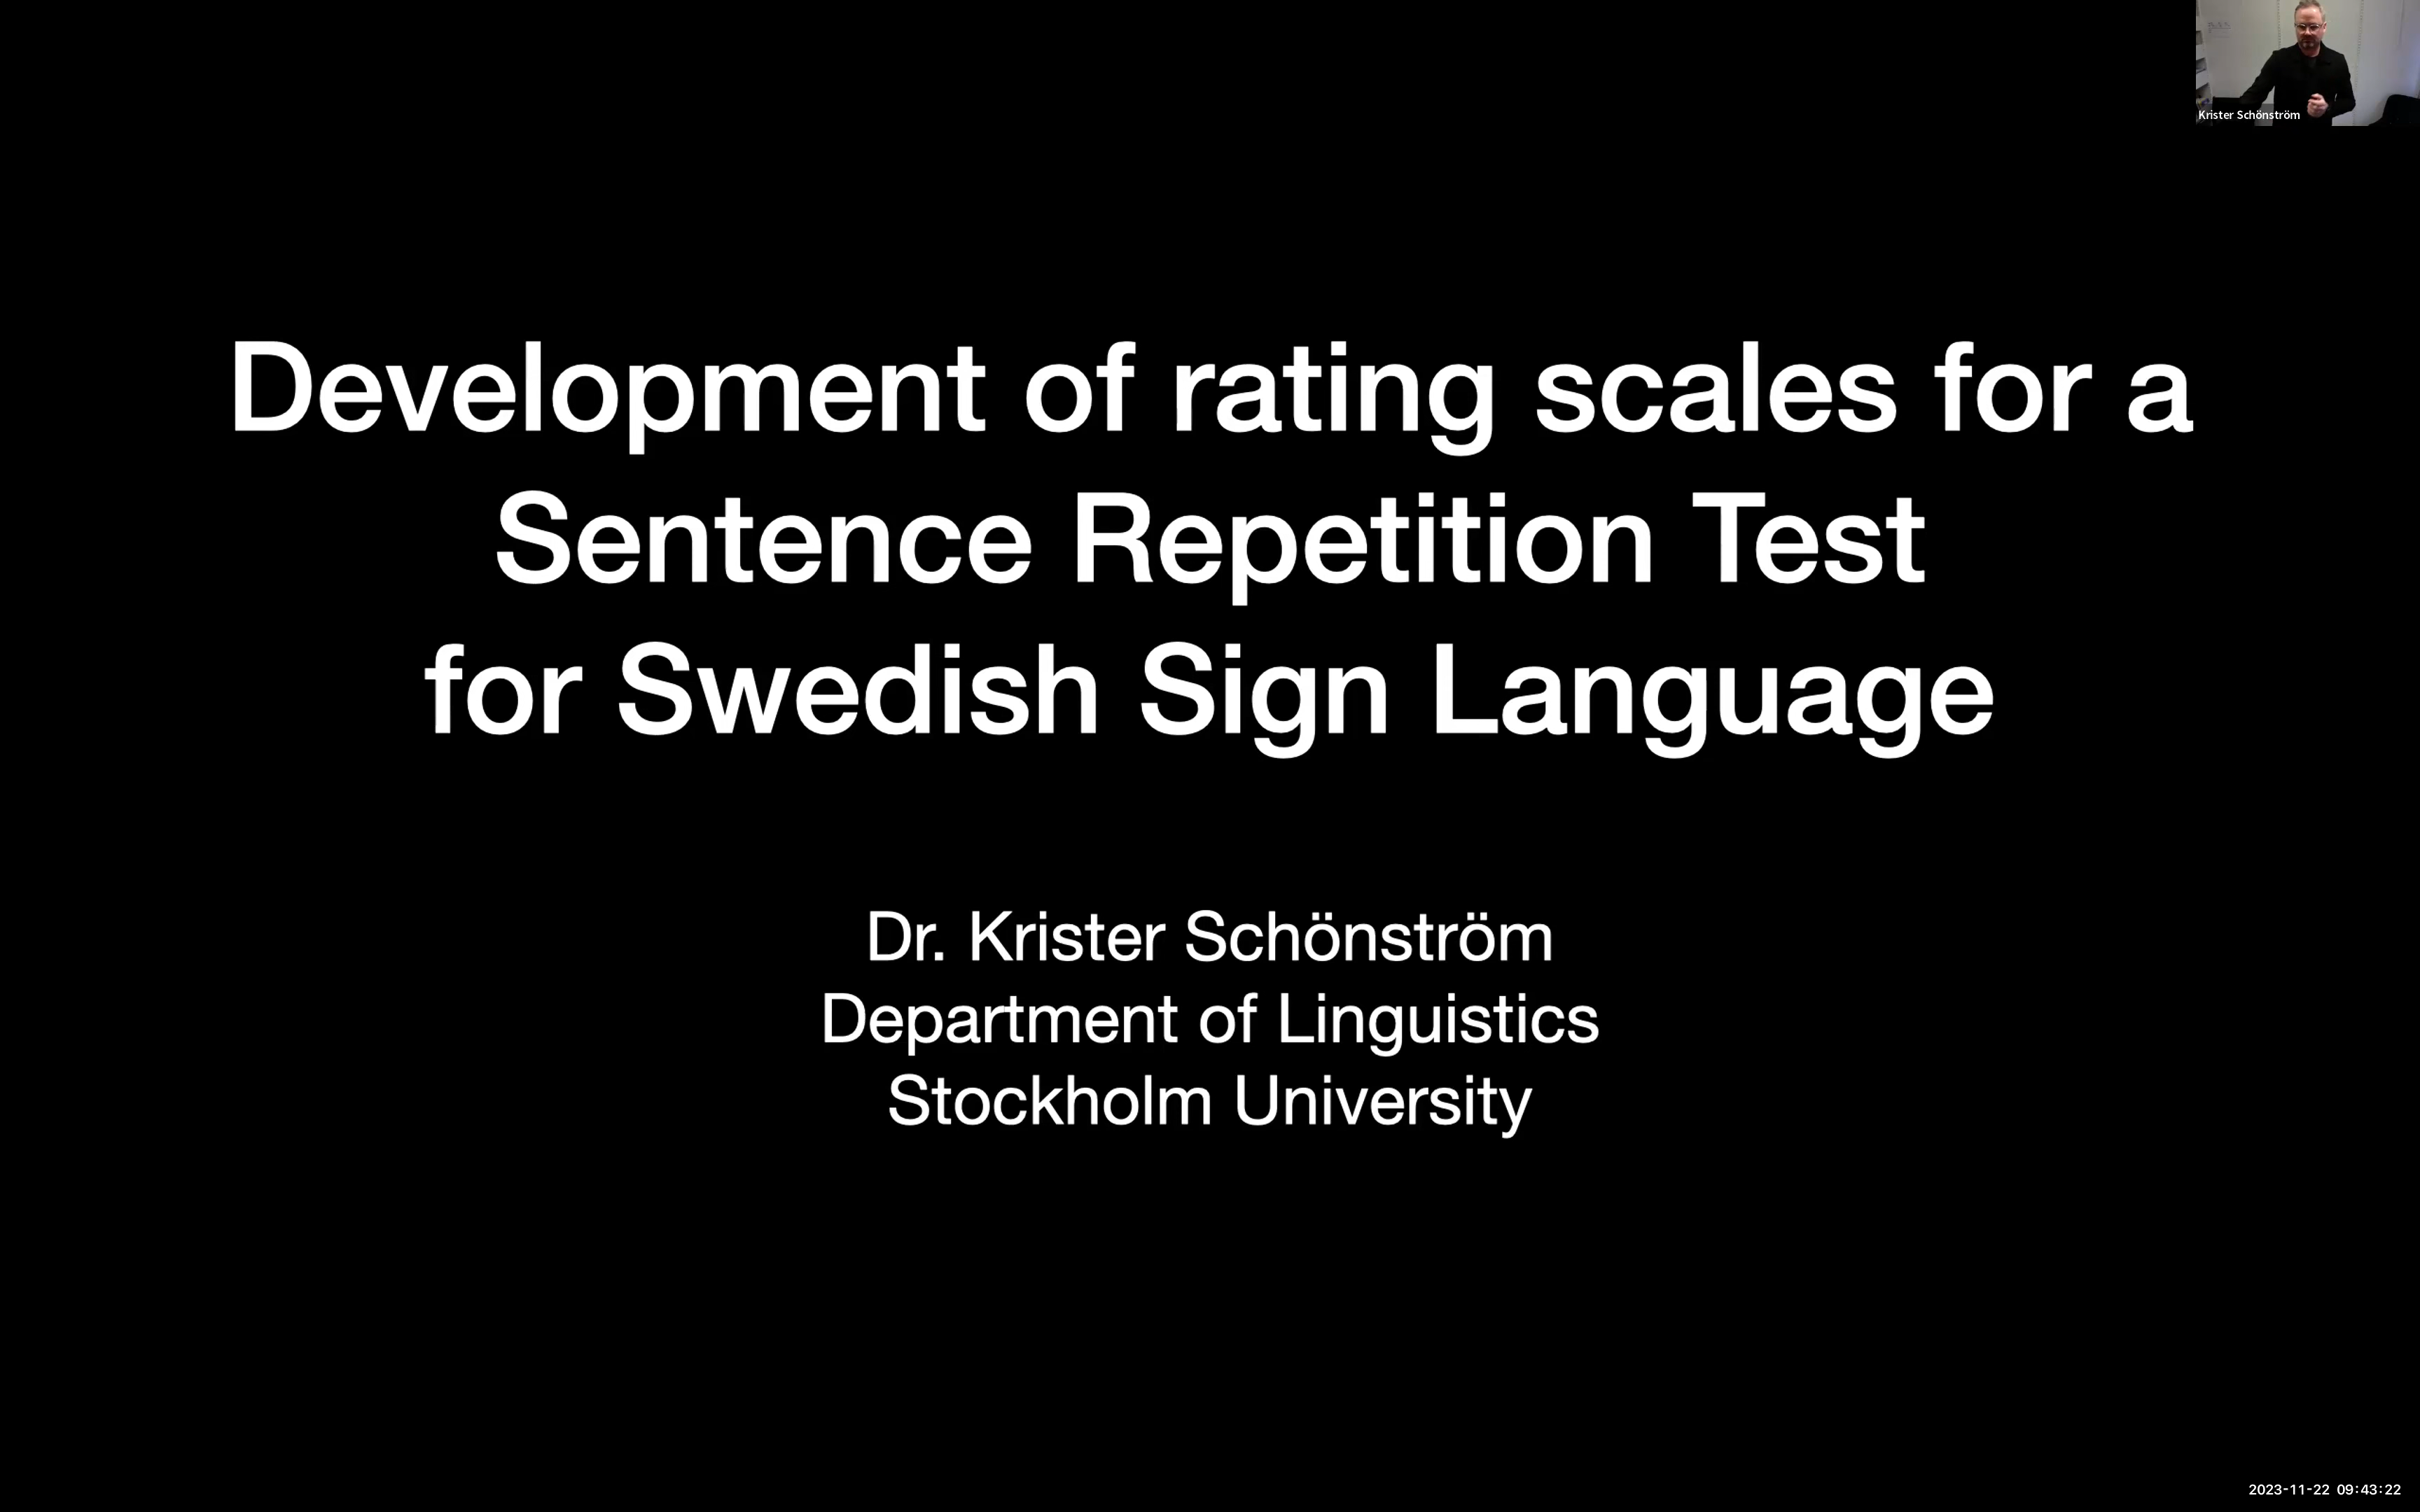 Krister Schönström
Development of rating scales for a
Sentence Repetition Test
for Swedish Sign Language
Dr. Krister Schönström
Department of Linguistics
Stockholm University
2023-11-22 09:43:22